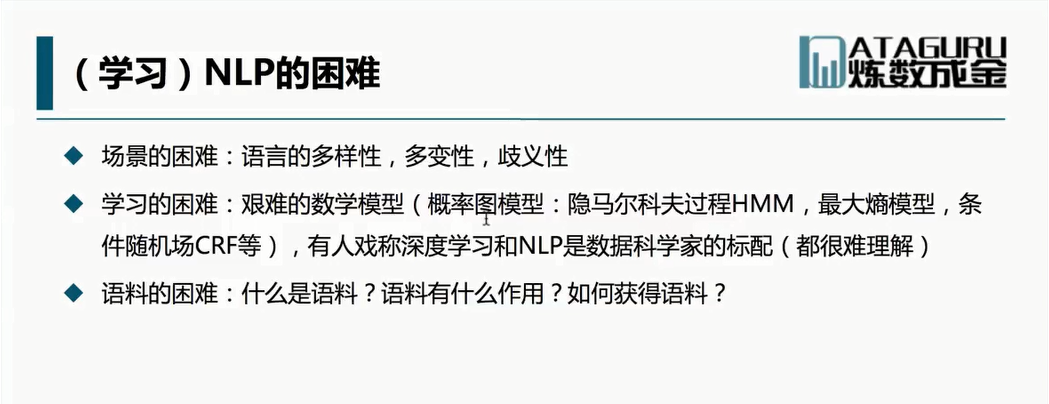 （学习）NLP的困难
ATAGURU
炼数成金
场景的困难：语言的多样性，多变性，歧义性
学习的困难：艰难的数学模型（概率图模型：隐马尔科夫过程HMM，最大熵模型，条
件随机场CRF等），有人戏称深度学习和NLP是数据科学家的标配（都很难理解）
语料的困难：什么是语料？语料有什么作用？如何获得语料？